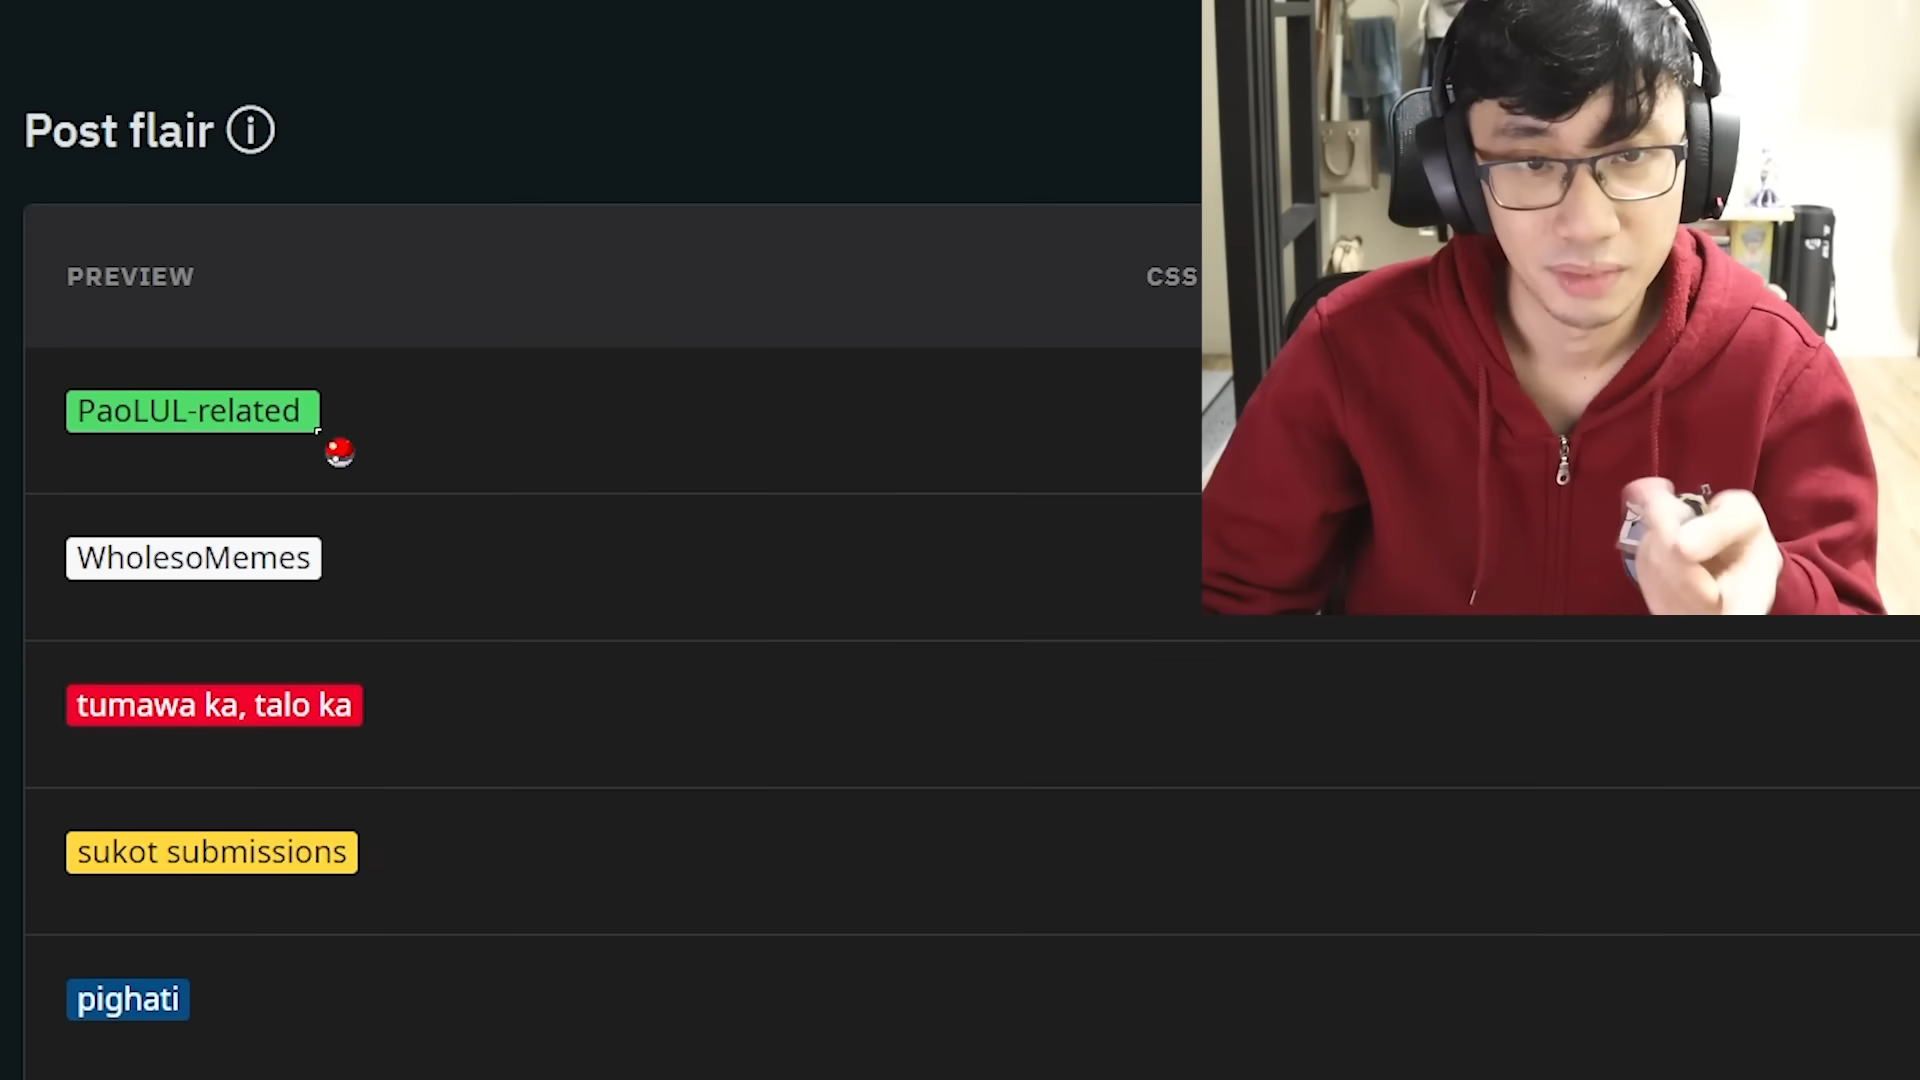 Post flair
PREVIEW
CSS
PaoLUL-related
WholesoMemes
tumawa ka, talo ka
sukot submissions
pighati